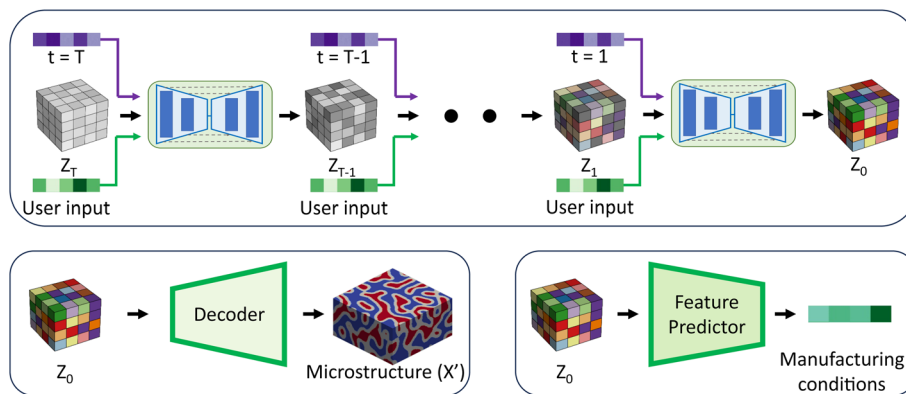 t = T
t = T-1
t = 1
Z_T
Z_T-1
Z_1
Z_0
User input
User input
User input
Decoder
Z_0
Microstructure (X')
Feature
Predictor
Z_0
Manufacturing
conditions